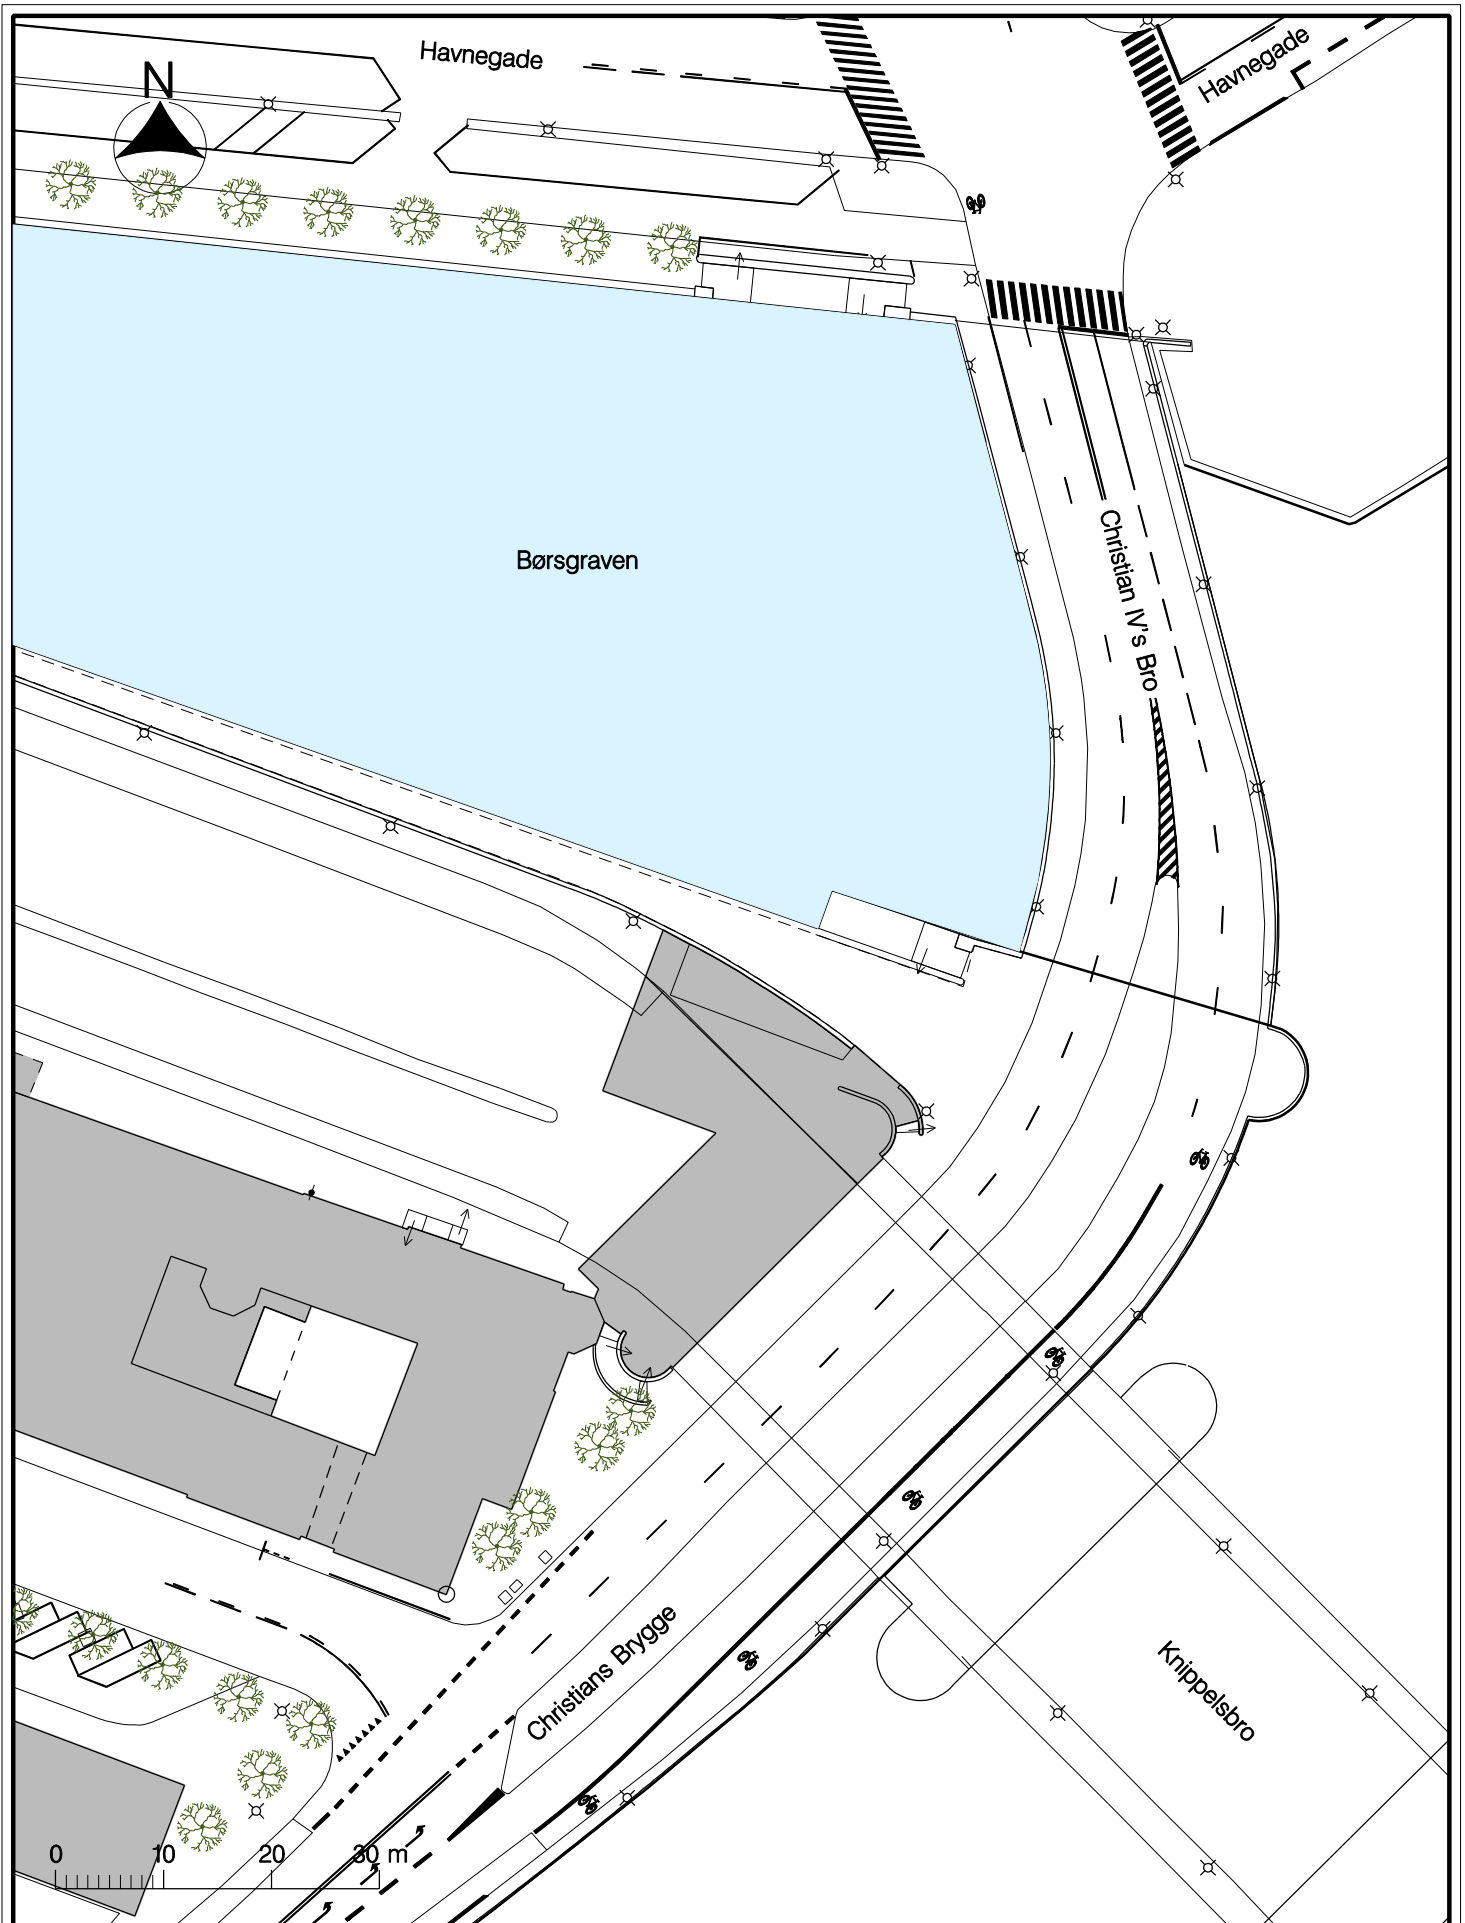 Havnegade
Havnegade
N
Børsgraven
Christian IV's Bro
Christians Brygge
Knippelsbro
0 10 20 30 m